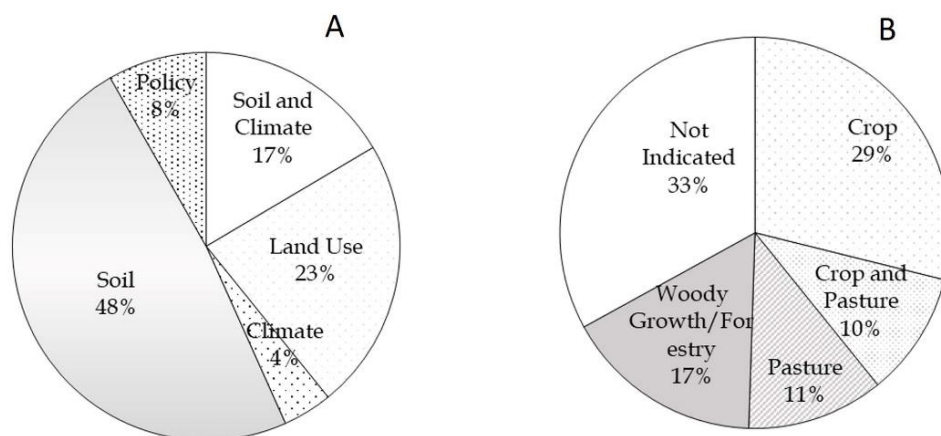 A
Policy
8%
Soil and
Climate
17%
Land Use
23%
Climate
4%
Soil
48%
B
Crop
29%
Crop and
Pasture
10%
Pasture
11%
Woody
Growth/For
estry
17%
Not
Indicated
33%